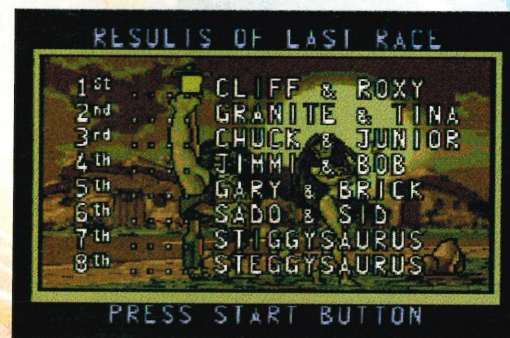 RESULTS OF LAST RACE
1st .... CLIFF & ROXY
2nd .... GRANITE & TINA
3rd .... CHUCK & JUNIOR
4th .... JIMMI & BOB
5th .... GARY & BRICK
6th .... SADO & SID
7th .... STIGGYSAURUS
8th .... STEGGYSAURUS
PRESS START BUTTON